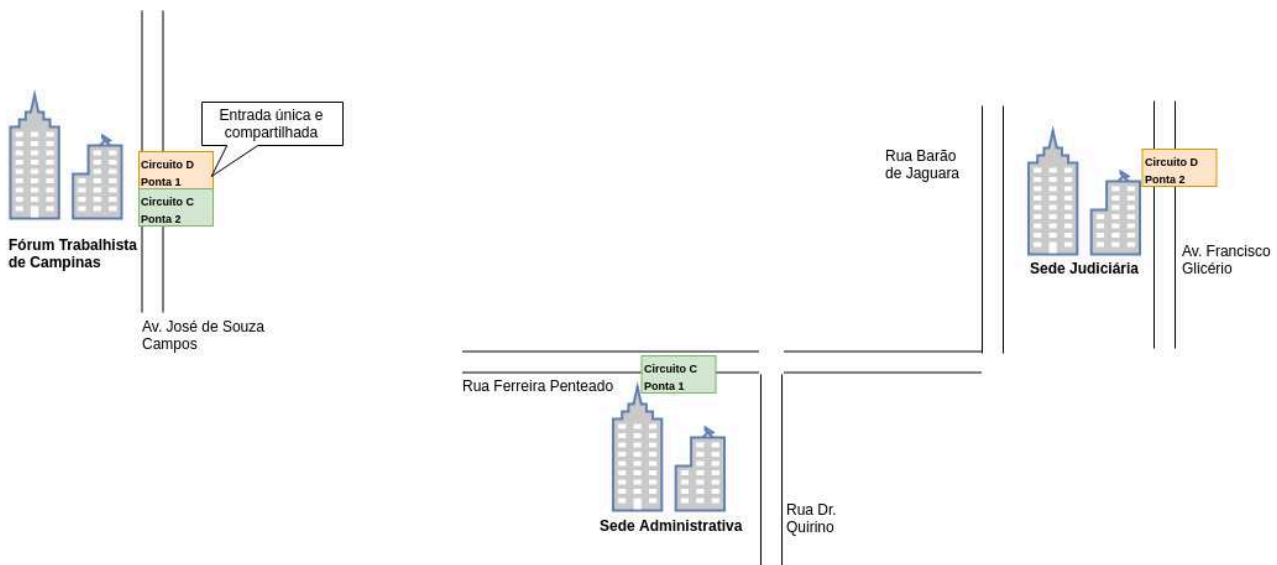 Entrada única e
compartilhada
Circuito D
Ponta 1
Circuito C
Ponta 2
Fórum Trabalhista
de Campinas
Av. José de Souza
Campos
Rua Barão
de Jaguara
Circuito D
Ponta 2
Sede Judiciária
Av. Francisco
Glicério
Circuito C
Ponta 1
Rua Ferreira Penteado
Sede Administrativa
Rua Dr.
Quirino